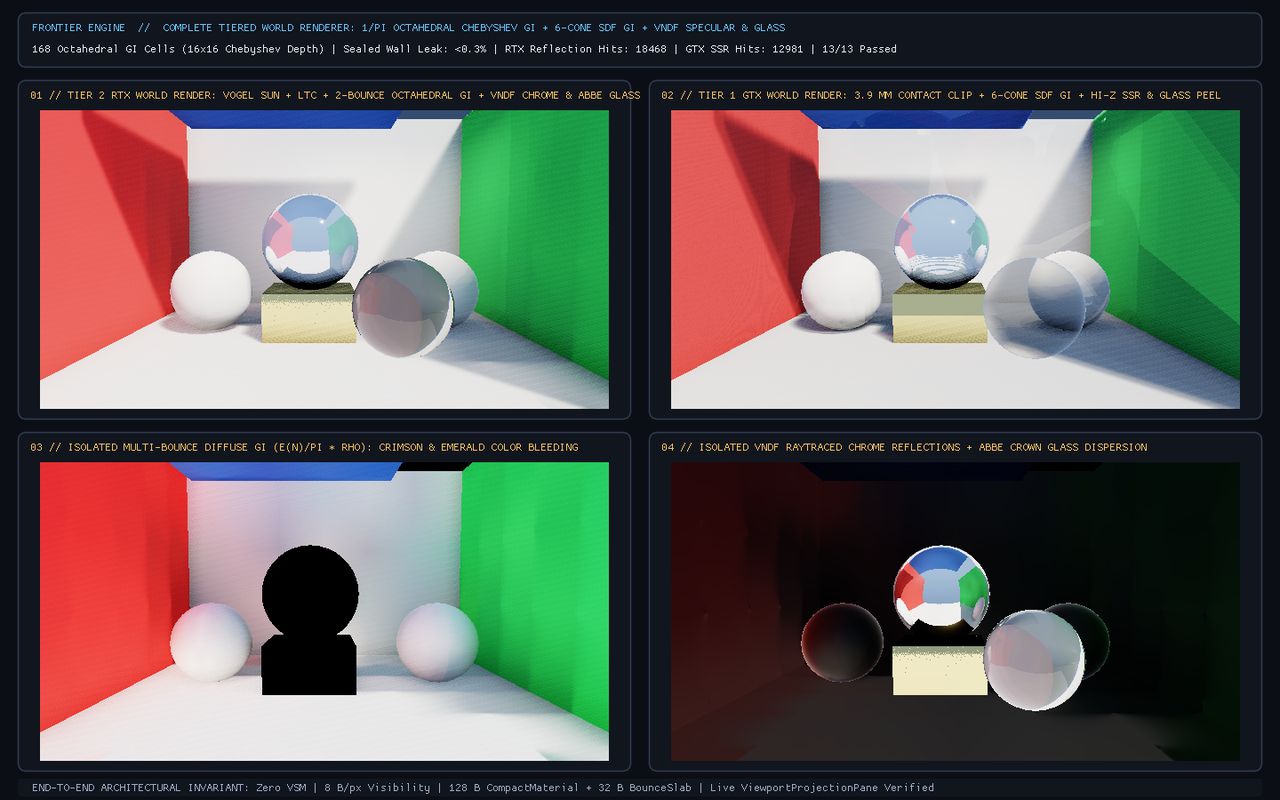 FRONTIER ENGINE // COMPLETE TIERED WORLD RENDERER: 1/PI OCTAHEDRAL CHEBYSHEV GI + 6-CONE SDF GI + VNDF SPECULAR & GLASS
168 Octahedral GI Cells (16x16 Chebyshev Depth) | Sealed Wall Leak: <0.3% | RTX Reflection Hits: 18468 | GTX SSR Hits: 12981 | 13/13 Passed
01 // TIER 2 RTX WORLD RENDER: VOGEL SUN + LTC + 2-BOUNCE OCTAHEDRAL GI + VNDF CHROME & ABBE GLASS
02 // TIER 1 GTX WORLD RENDER: 3.9 MM CONTACT CLIP + 6-CONE SDF GI + HI-Z SSR & GLASS PEEL
03 // ISOLATED MULTI-BOUNCE DIFFUSE GI (E(N)/PI * RHO): CRIMSON & EMERALD COLOR BLEEDING
04 // ISOLATED VNDF RAYTRACED CHROME REFLECTIONS + ABBE CROWN GLASS DISPERSION
END-TO-END ARCHITECTURAL INVARIANT: Zero VSM | 8 B/px Visibility | 128 B CompactMaterial + 32 B BounceSlab | Live ViewportProjectionPane Verified